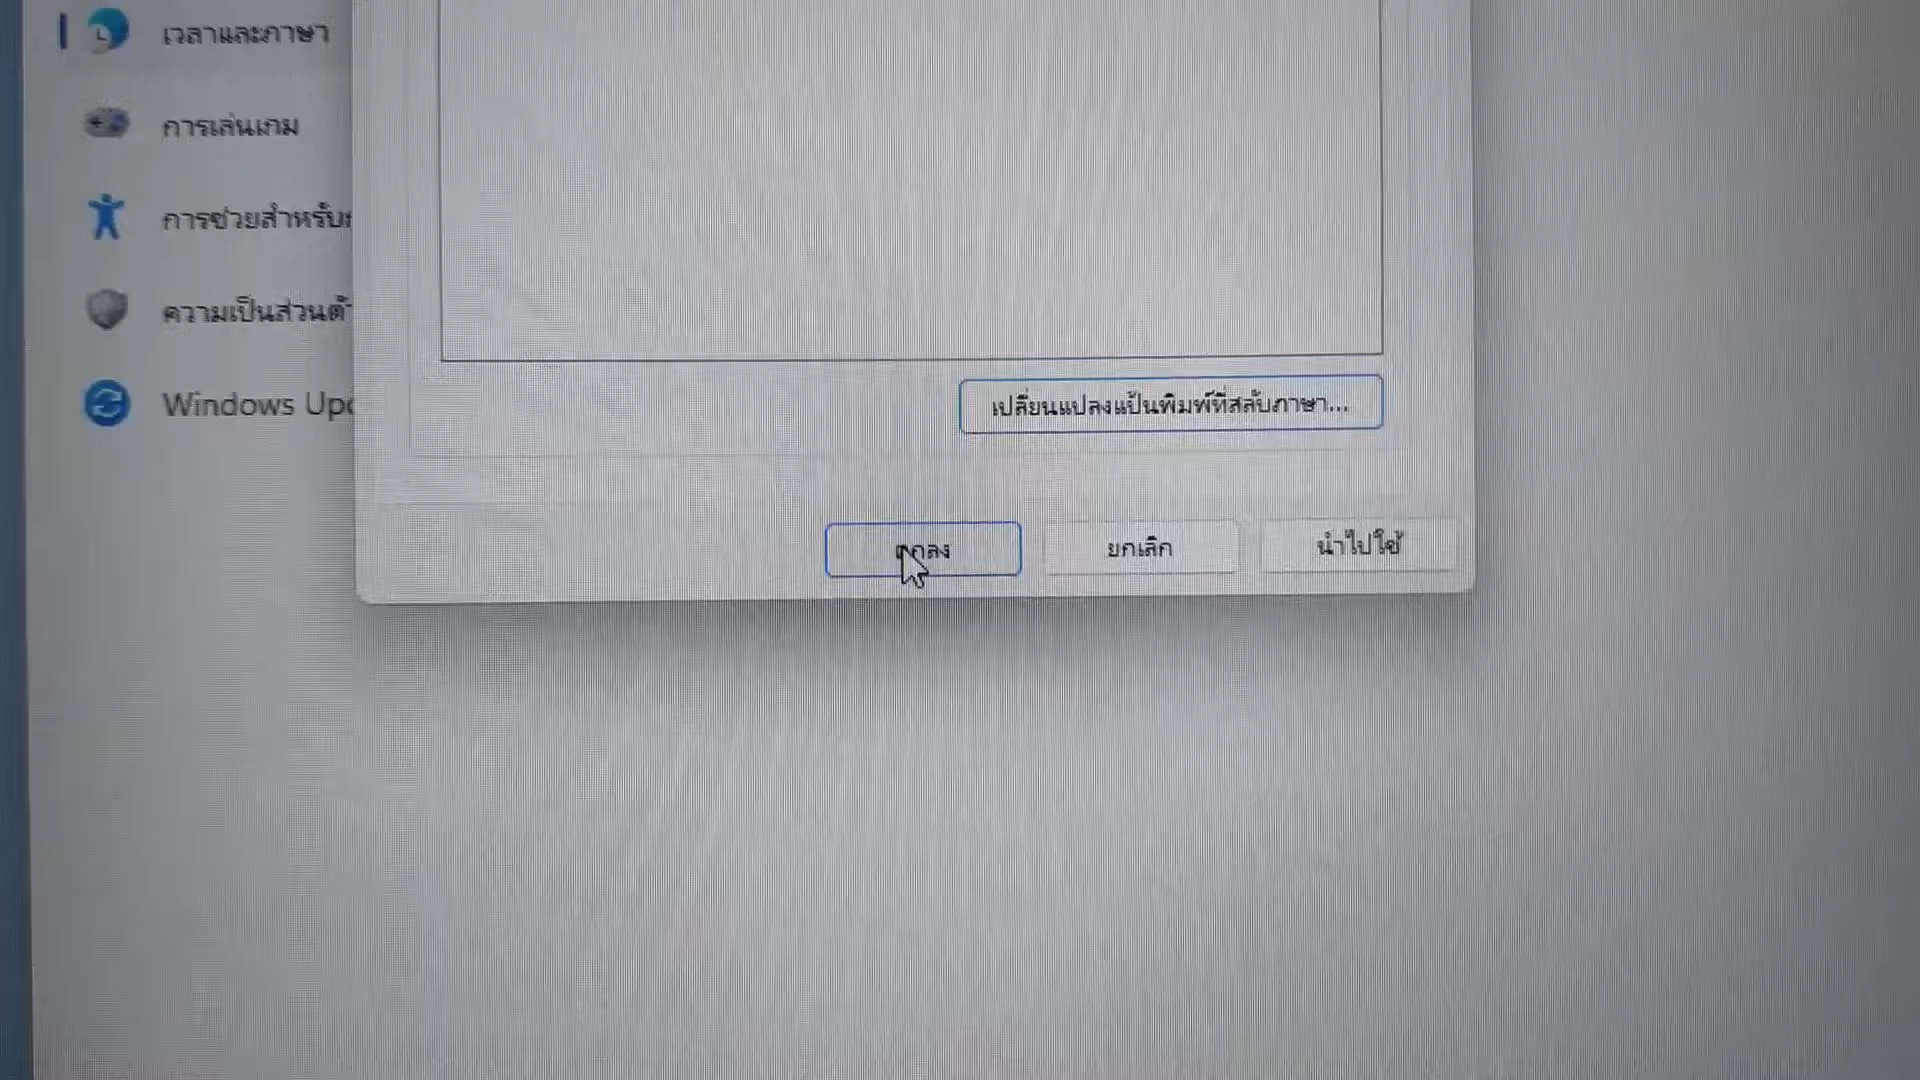 เวลาและภาษา
การเล่นเกม
การช่วยสำหรับ
ความเป็นส่วนตั
Windows Upd
เปลี่ยนแปลงแป้นพิมพ์ที่สลับภาษา...
ตกลง
ยกเลิก
นำไปใช้